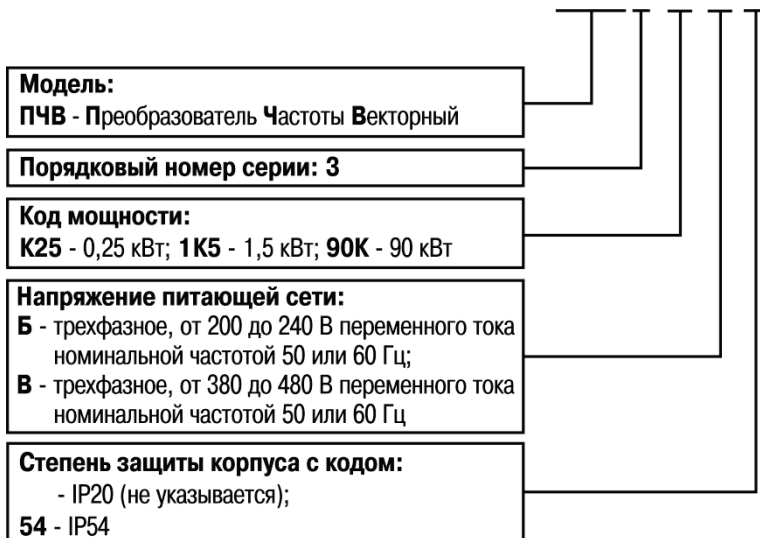 Модель:
ПЧВ - Преобразователь Частоты Векторный
Порядковый номер серии: 3
Код мощности:
К25 - 0,25 кВт; 1К5 - 1,5 кВт; 90К - 90 кВт
Напряжение питающей сети:
Б - трехфазное, от 200 до 240 В переменного тока
номинальной частотой 50 или 60 Гц;
В - трехфазное, от 380 до 480 В переменного тока
номинальной частотой 50 или 60 Гц
Степень защиты корпуса с кодом:
- IP20 (не указывается);
54 - IP54